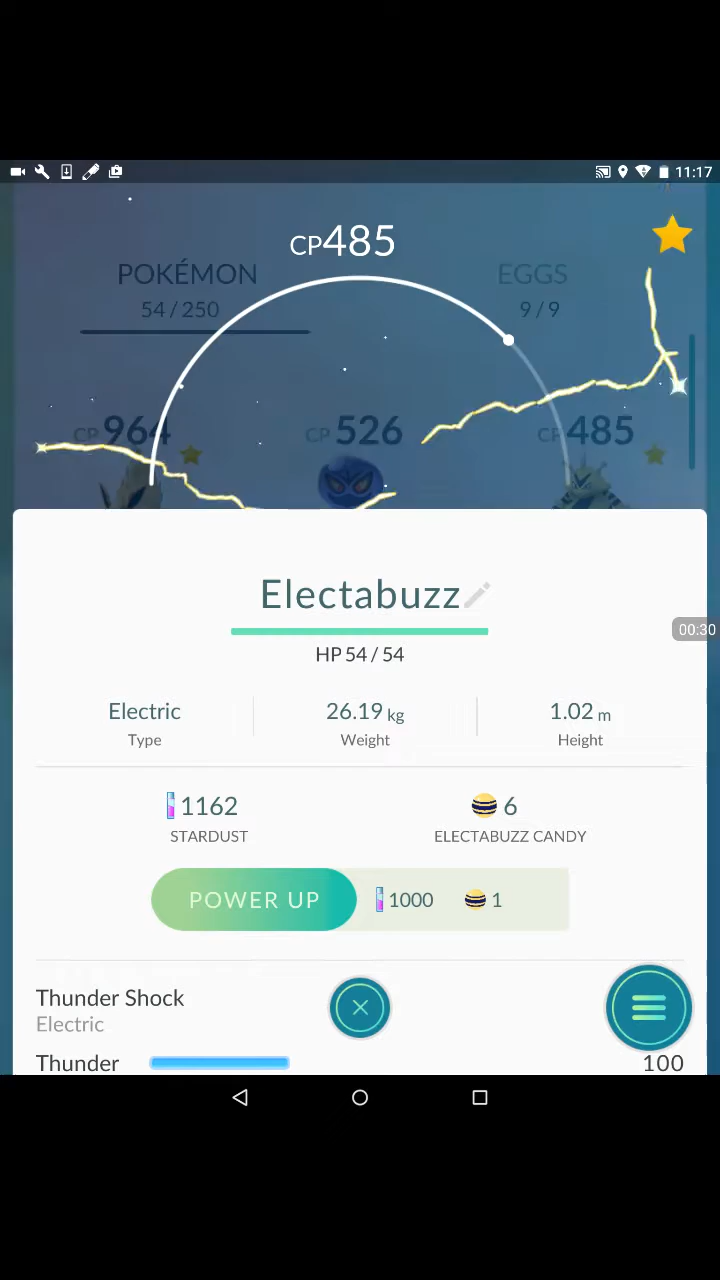 11:17
CP485
POKÉMON
EGGS
54 / 250
9 / 9
CP 964
CP 526
CP 485
Electabuzz
00:30
HP 54 / 54
Electric
26.19 kg
1.02 m
Type
Weight
Height
1162
6
STARDUST
ELECTABUZZ CANDY
POWER UP
1000
1
Thunder Shock
Electric
Thunder
100